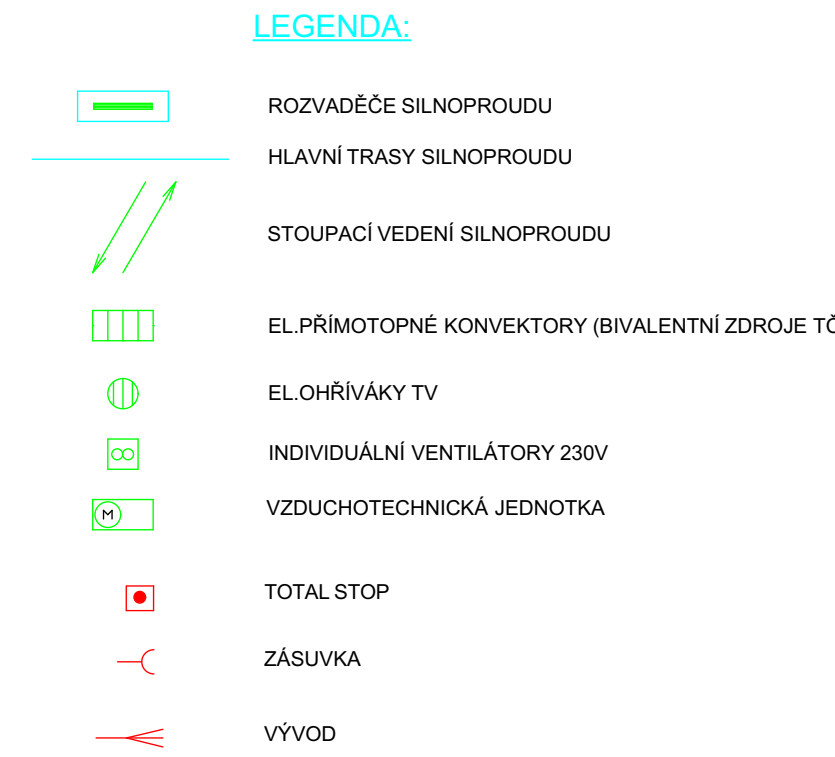 LEGENDA:
ROZVADĚČE SILNOPROUDU
HLAVNÍ TRASY SILNOPROUDU
STOUPACÍ VEDENÍ SILNOPROUDU
EL.PŘÍMOTOPNÉ KONVEKTORY (BIVALENTNÍ ZDROJE TČ
EL.OHŘÍVÁKY TV
INDIVIDUÁLNÍ VENTILÁTORY 230V
M VZDUCHOTECHNICKÁ JEDNOTKA
TOTAL STOP
ZÁSUVKA
VÝVOD